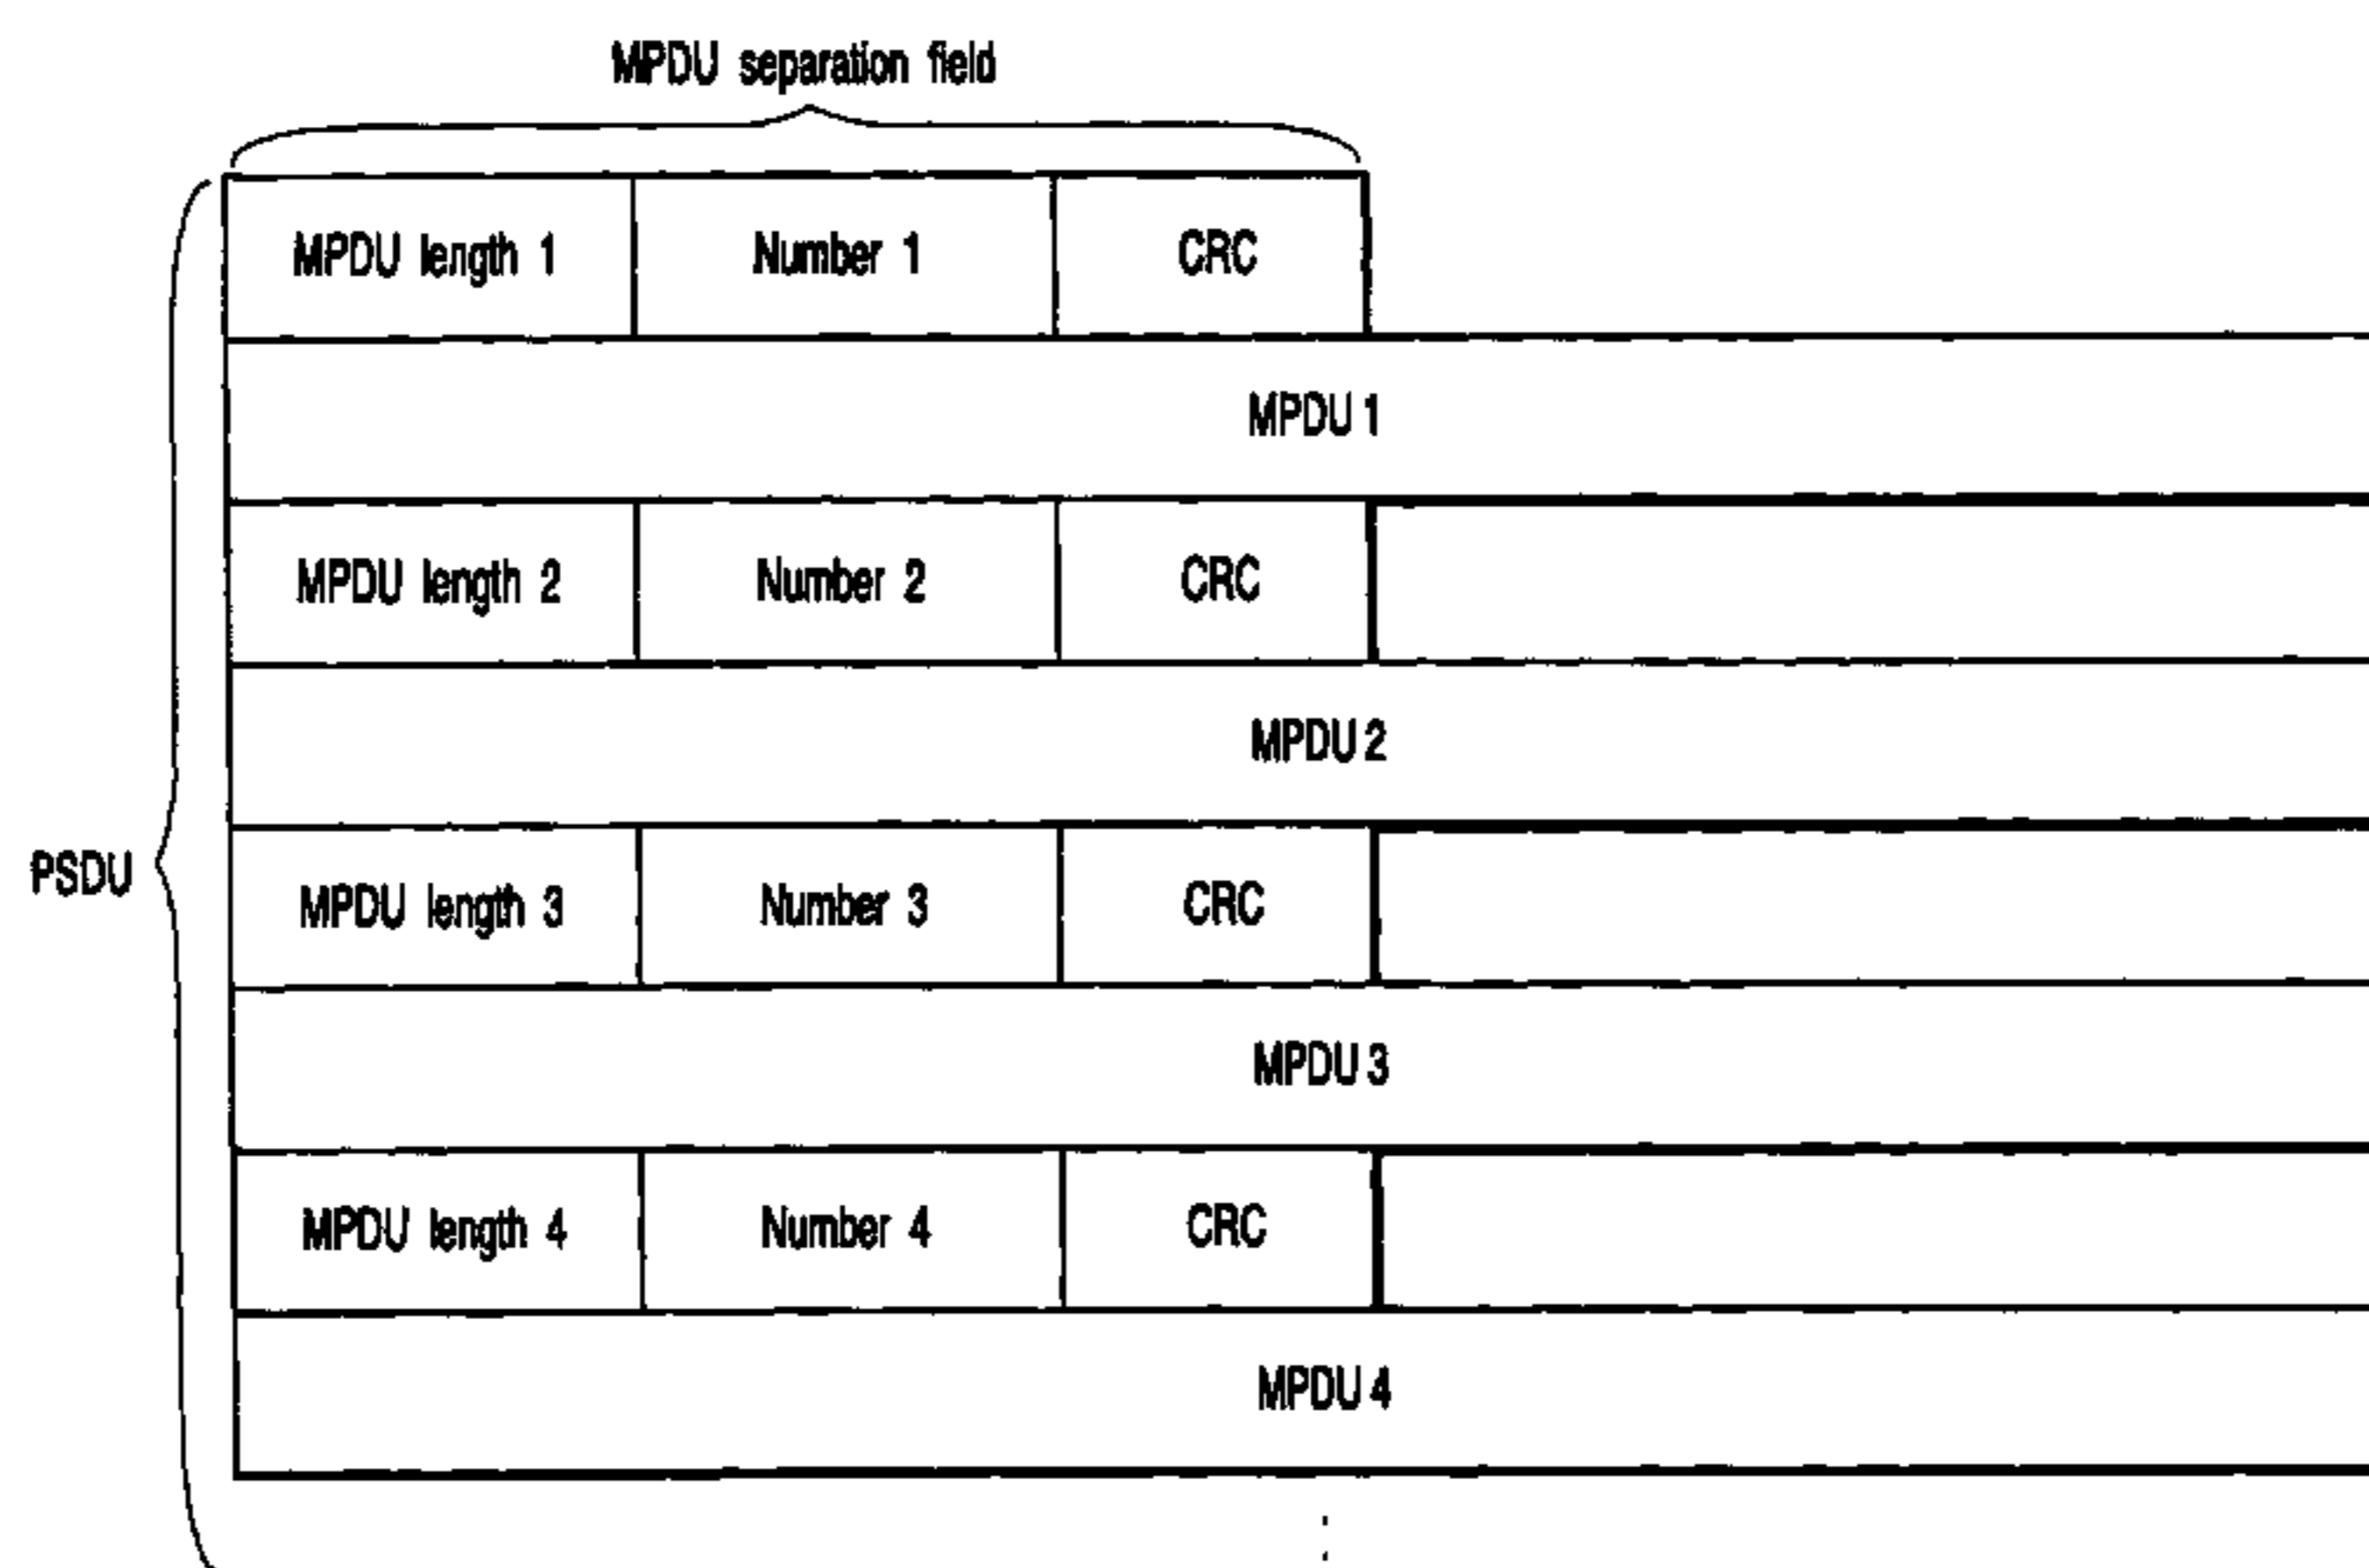 MPDU separation field
MPDU length 1 Number 1 CRC
MPDU 1
MPDU length 2 Number 2 CRC
MPDU 2
PSDU
MPDU length 3 Number 3 CRC
MPDU 3
MPDU length 4 Number 4 CRC
MPDU 4